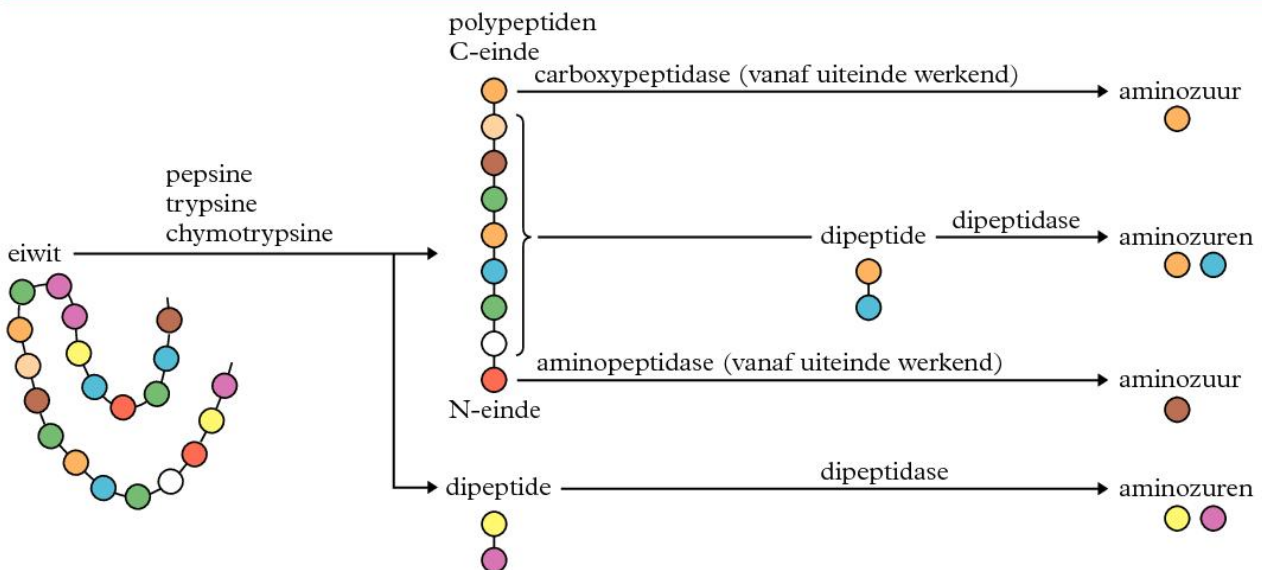 polypeptiden
C-einde
carboxypeptidase (vanaf uiteinde werkend)
aminozuur
pepsine
trypsine
chymotrypsine
eiwit
dipeptide
dipeptidase
aminozuren
aminopeptidase (vanaf uiteinde werkend)
aminozuur
N-einde
dipeptide
dipeptidase
aminozuren